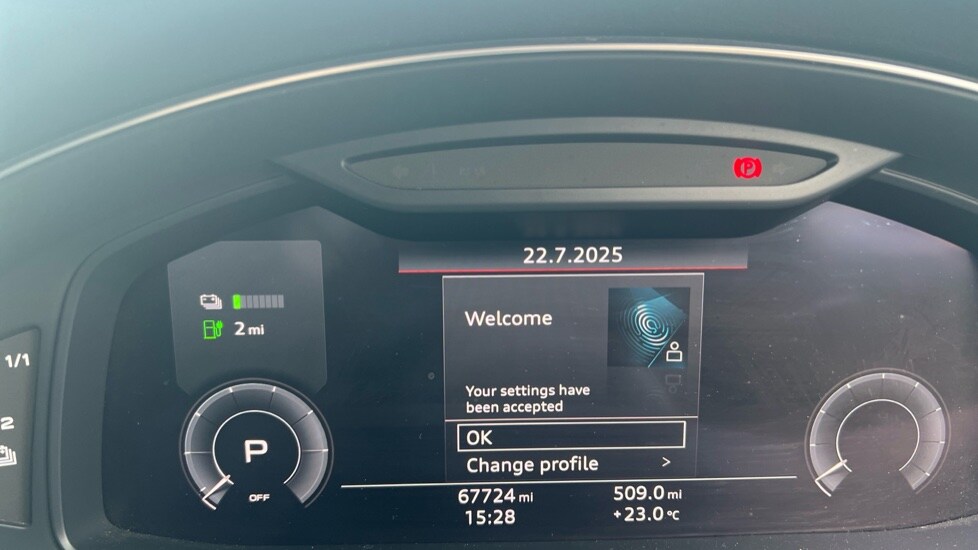 P
22.7.2025
Welcome
2 mi
1/1
Your settings have
been accepted
2
OK
P
Change profile >
OFF
67724 mi 509.0 mi
15:28 +23.0 °C